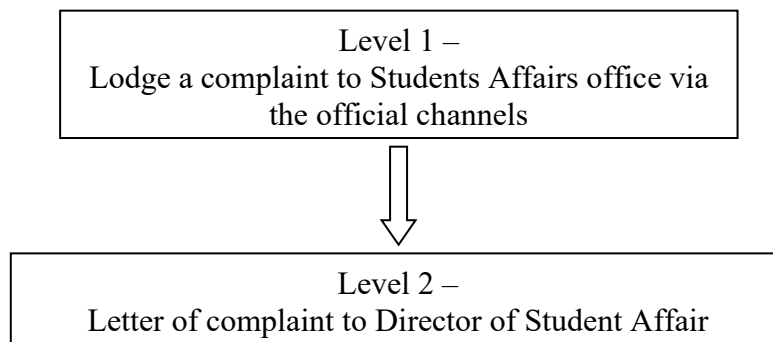 Level 1 –
Lodge a complaint to Students Affairs office via
the official channels
Level 2 –
Letter of complaint to Director of Student Affair